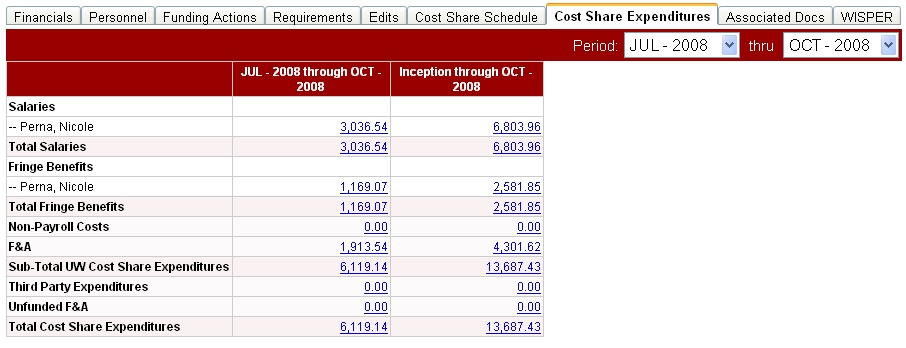 Financials Personnel Funding Actions Requirements Edits Cost Share Schedule Cost Share Expenditures Associated Docs WISPER
Period: JUL - 2008 thru OCT - 2008
JUL - 2008 through OCT - 2008 Inception through OCT - 2008
Salaries
-- Perna, Nicole 3,036.54 6,803.96
Total Salaries 3,036.54 6,803.96
Fringe Benefits
-- Perna, Nicole 1,169.07 2,581.85
Total Fringe Benefits 1,169.07 2,581.85
Non-Payroll Costs 0.00 0.00
F&A 1,913.54 4,301.62
Sub-Total UW Cost Share Expenditures 6,119.14 13,687.43
Third Party Expenditures 0.00 0.00
Unfunded F&A 0.00 0.00
Total Cost Share Expenditures 6,119.14 13,687.43